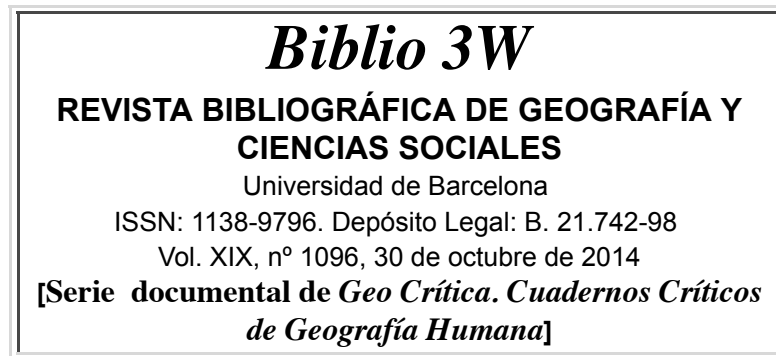 Biblio 3W
REVISTA BIBLIOGRÁFICA DE GEOGRAFÍA Y
CIENCIAS SOCIALES
Universidad de Barcelona
ISSN: 1138-9796. Depósito Legal: B. 21.742-98
Vol. XIX, nº 1096, 30 de octubre de 2014
[Serie documental de Geo Crítica. Cuadernos Críticos
de Geografía Humana]